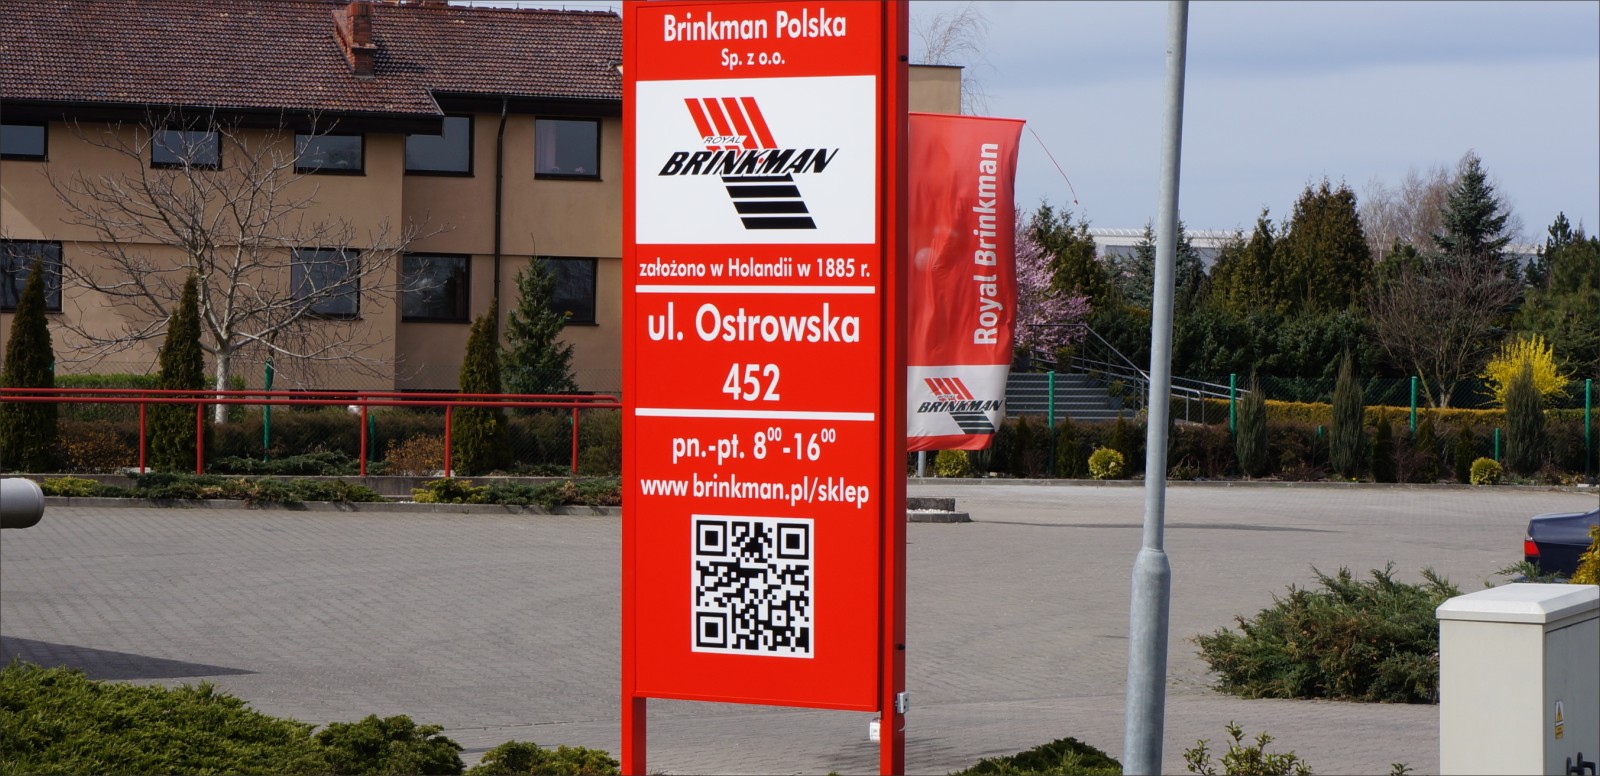 Brinkman Polska
Sp. z o.o.
ROYAL
BRINKMAN
założono w Holandii w 1885 r.
ul. Ostrowska
452
pn.-pt. 8⁰⁰-16⁰⁰
www.brinkman.pl/sklep
Royal Brinkman
BRINKMAN